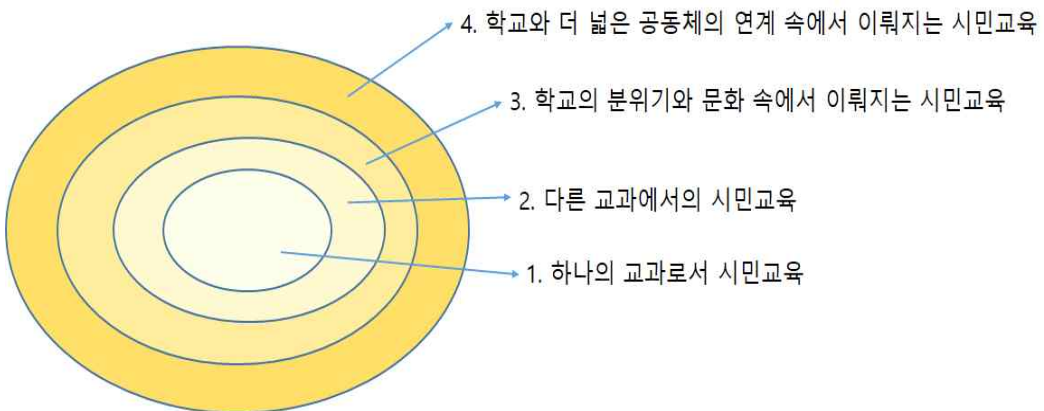 4. 학교와 더 넓은 공동체의 연계 속에서 이뤄지는 시민교육
3. 학교의 분위기와 문화 속에서 이뤄지는 시민교육
2. 다른 교과에서의 시민교육
1. 하나의 교과로서 시민교육